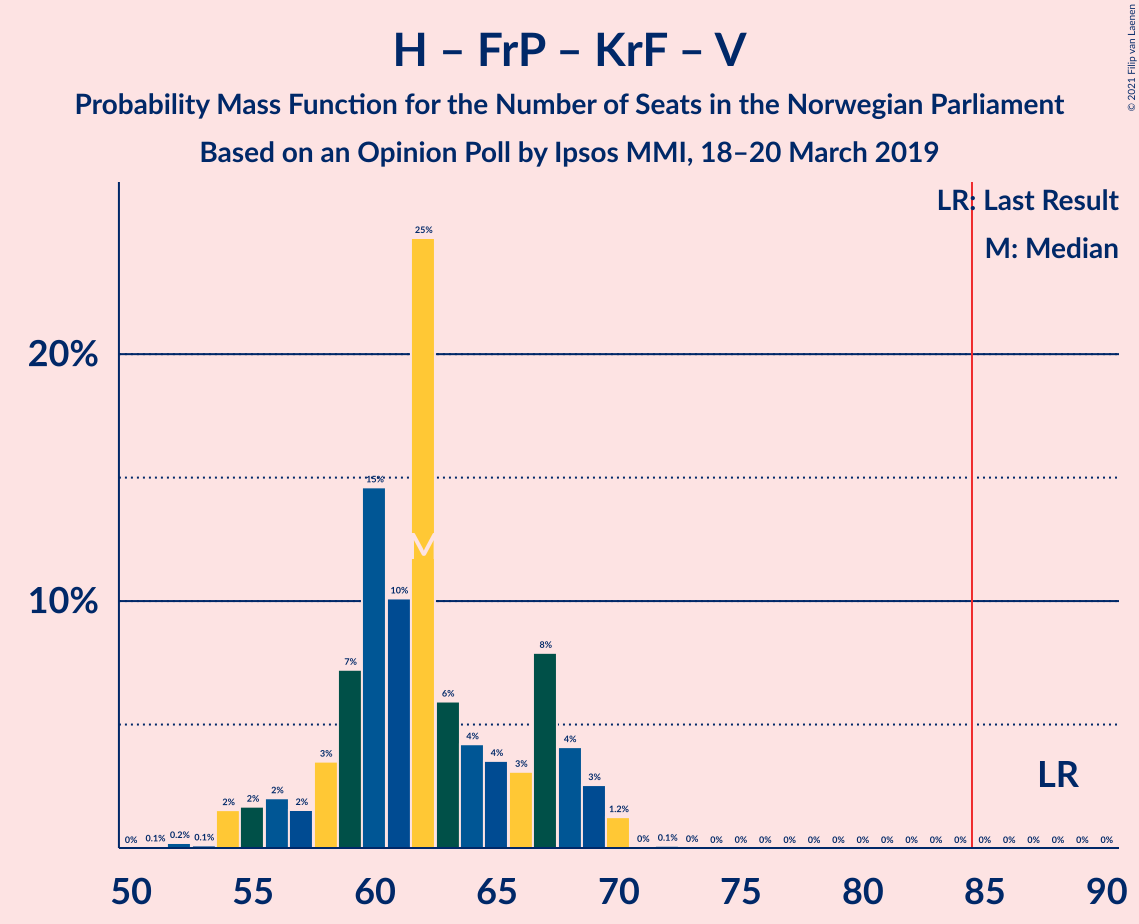 H – FrP – KrF – V
Probability Mass Function for the Number of Seats in the Norwegian Parliament
Based on an Opinion Poll by Ipsos MMI, 18–20 March 2019
© 2021 Filip van Laenen
LR: Last Result
M: Median
20%
10%
0% 0.1% 0.2% 0.1% 2% 2% 2% 2% 3% 7% 15% 10% 25% 6% 4% 4% 3% 8% 4% 3% 1.2% 0% 0.1% 0% 0% 0% 0% 0% 0% 0% 0% 0% 0% 0% 0% 0% 0% 0% 0% 0% 0%
M
LR
50 55 60 65 70 75 80 85 90